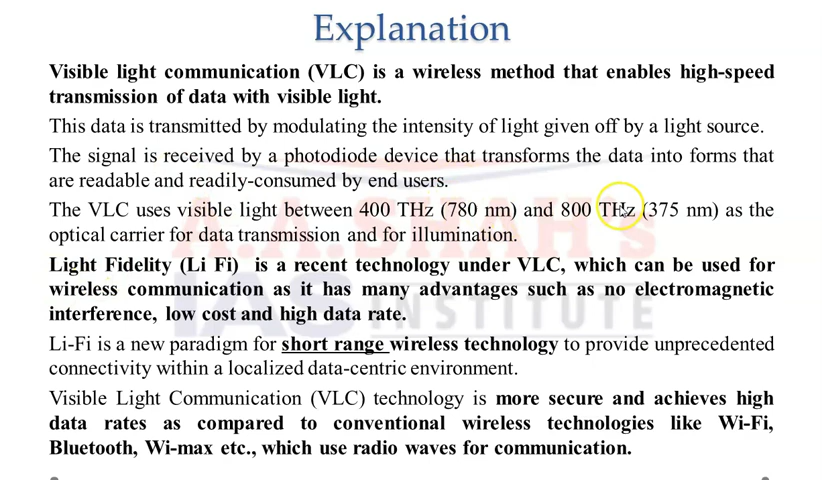 Explanation
Visible light communication (VLC) is a wireless method that enables high-speed
transmission of data with visible light.
This data is transmitted by modulating the intensity of light given off by a light source.
The signal is received by a photodiode device that transforms the data into forms that
are readable and readily-consumed by end users.
The VLC uses visible light between 400 THz (780 nm) and 800 THz (375 nm) as the
optical carrier for data transmission and for illumination.
Light Fidelity (Li Fi) is a recent technology under VLC, which can be used for
wireless communication as it has many advantages such as no electromagnetic
interference, low cost and high data rate.
Li-Fi is a new paradigm for short range wireless technology to provide unprecedented
connectivity within a localized data-centric environment.
Visible Light Communication (VLC) technology is more secure and achieves high
data rates as compared to conventional wireless technologies like Wi-Fi,
Bluetooth, Wi-max etc., which use radio waves for communication.
A.A.SHAH's
IAS INSTITUTE